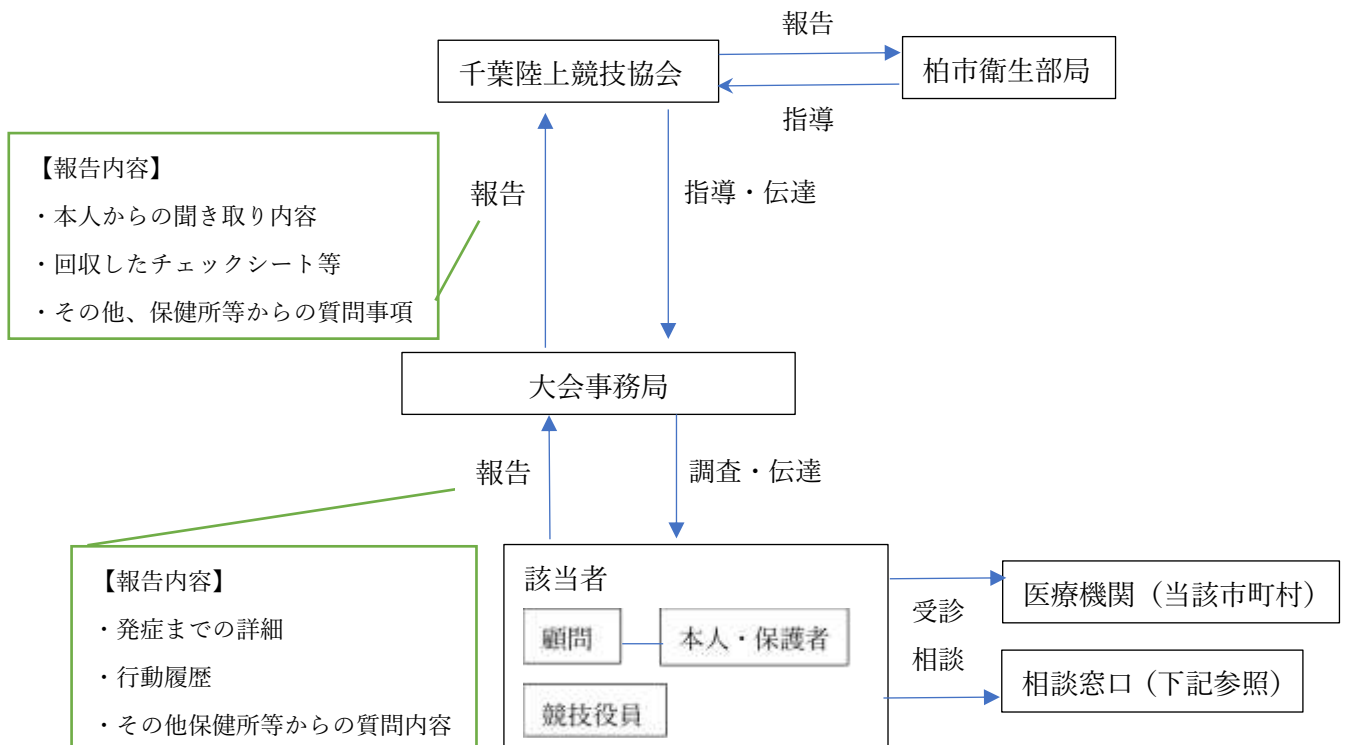 報告
千葉陸上競技協会
柏市衛生部局
指導
【報告内容】
・本人からの聞き取り内容
・回収したチェックシート等
・その他、保健所等からの質問事項
報告
指導・伝達
大会事務局
報告
調査・伝達
【報告内容】
・発症までの詳細
・行動履歴
・その他保健所等からの質問内容
該当者
顧問
本人・保護者
競技役員
受診
相談
医療機関（当該市町村）
相談窓口（下記参照）